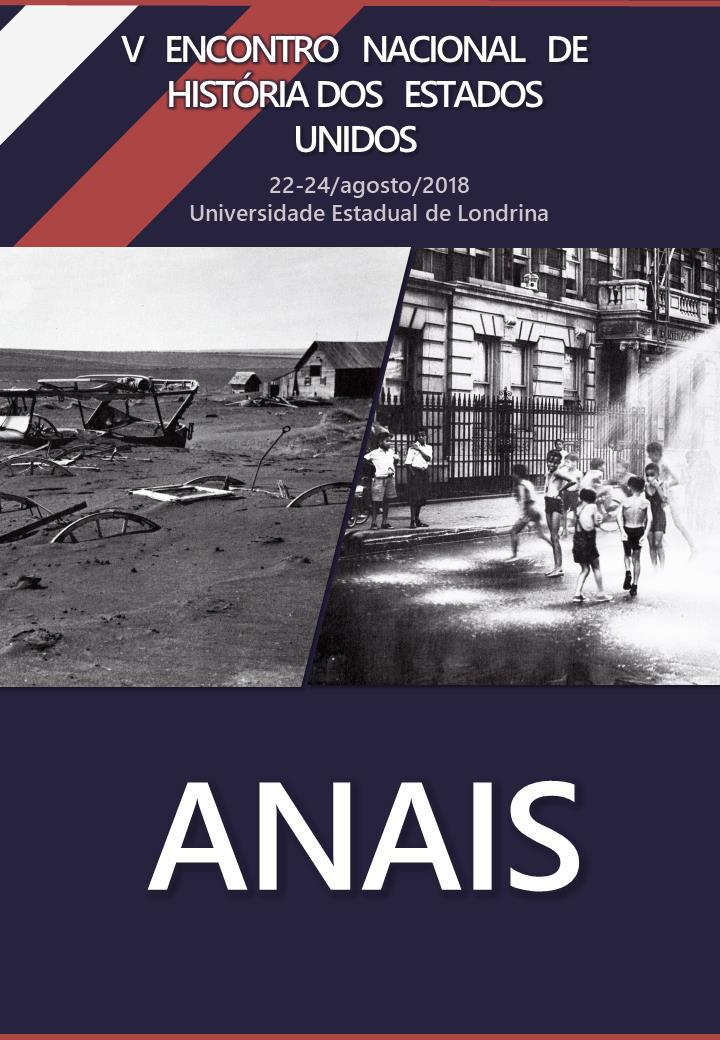 V ENCONTRO NACIONAL DE
HISTÓRIA DOS ESTADOS
UNIDOS
22-24/agosto/2018
Universidade Estadual de Londrina
ANAIS